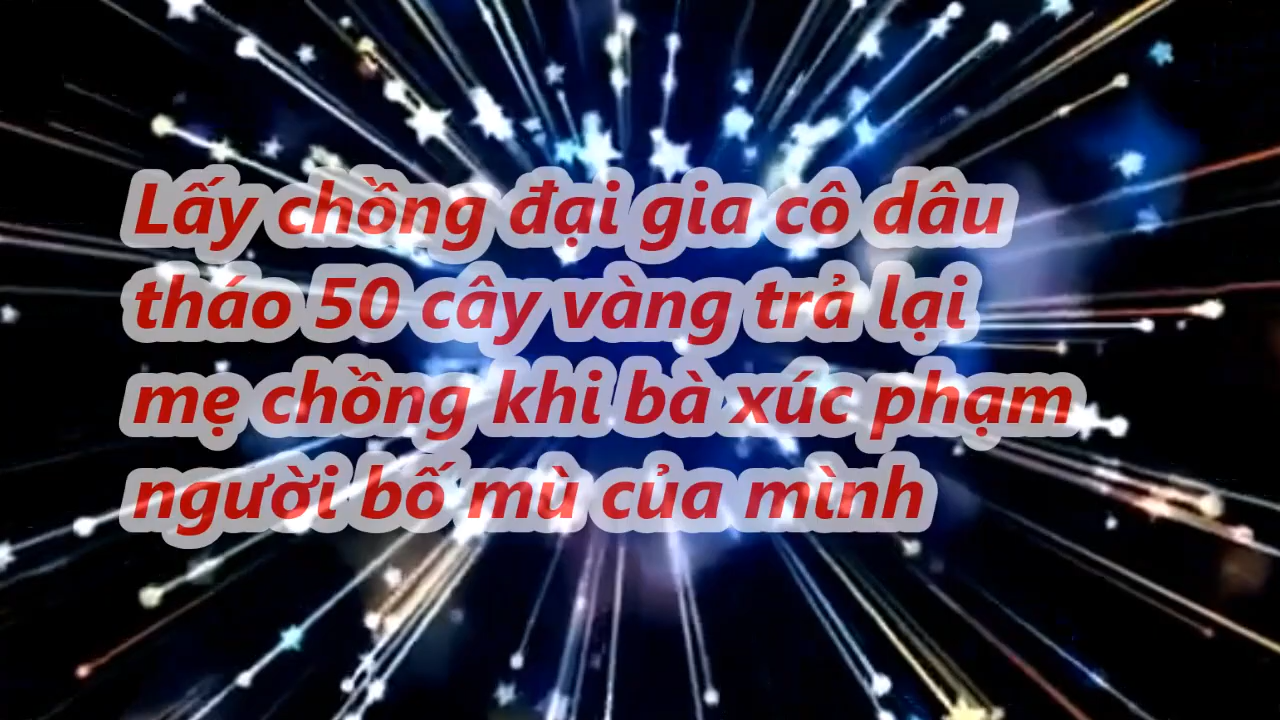 Lấy chồng đại gia cô dâu
tháo 50 cây vàng trả lại
mẹ chồng khi bà xúc phạm
người bố mù của mình